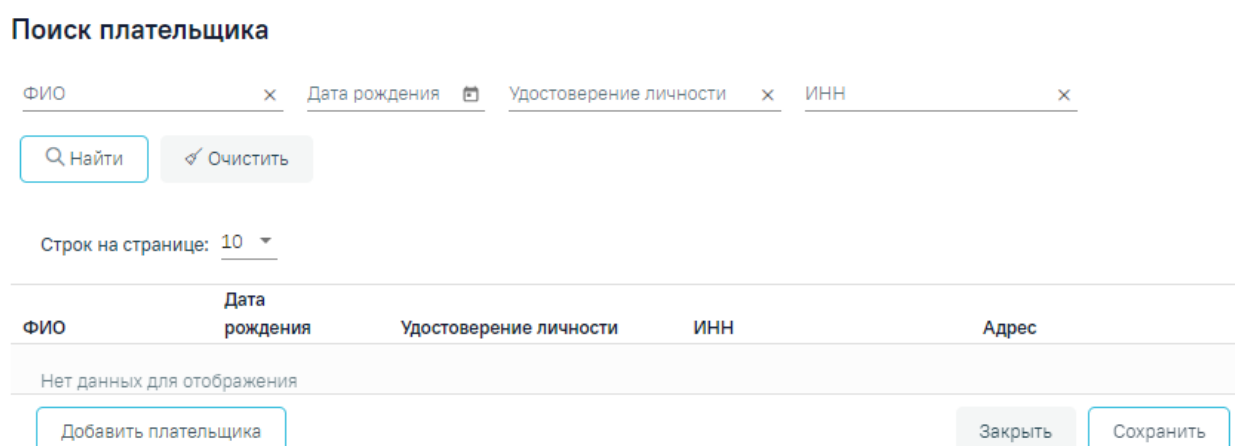 Поиск плательщика
ФИО Дата рождения Удостоверение личности ИНН
Найти Очистить
Строк на странице: 10
Дата
ФИО рождения Удостоверение личности ИНН Адрес
Нет данных для отображения
Добавить плательщика Закрыть Сохранить